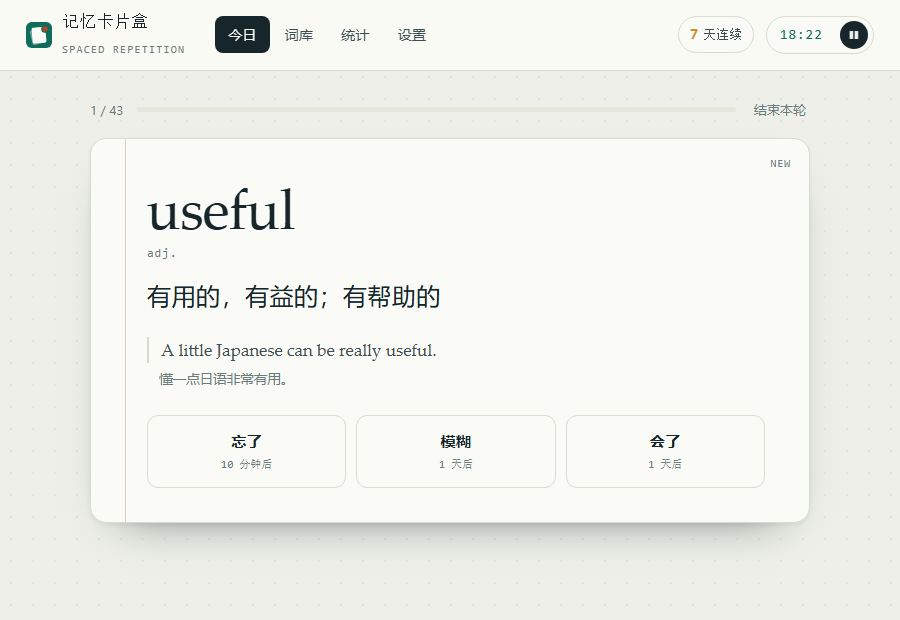 记忆卡片盒
SPACED REPETITION
今日
词库
统计
设置
7 天连续
18:22
1 / 43
结束本轮
NEW
useful
adj.
有用的，有益的；有帮助的
A little Japanese can be really useful.
懂一点日语非常有用。
忘了
10 分钟后
模糊
1 天后
会了
1 天后